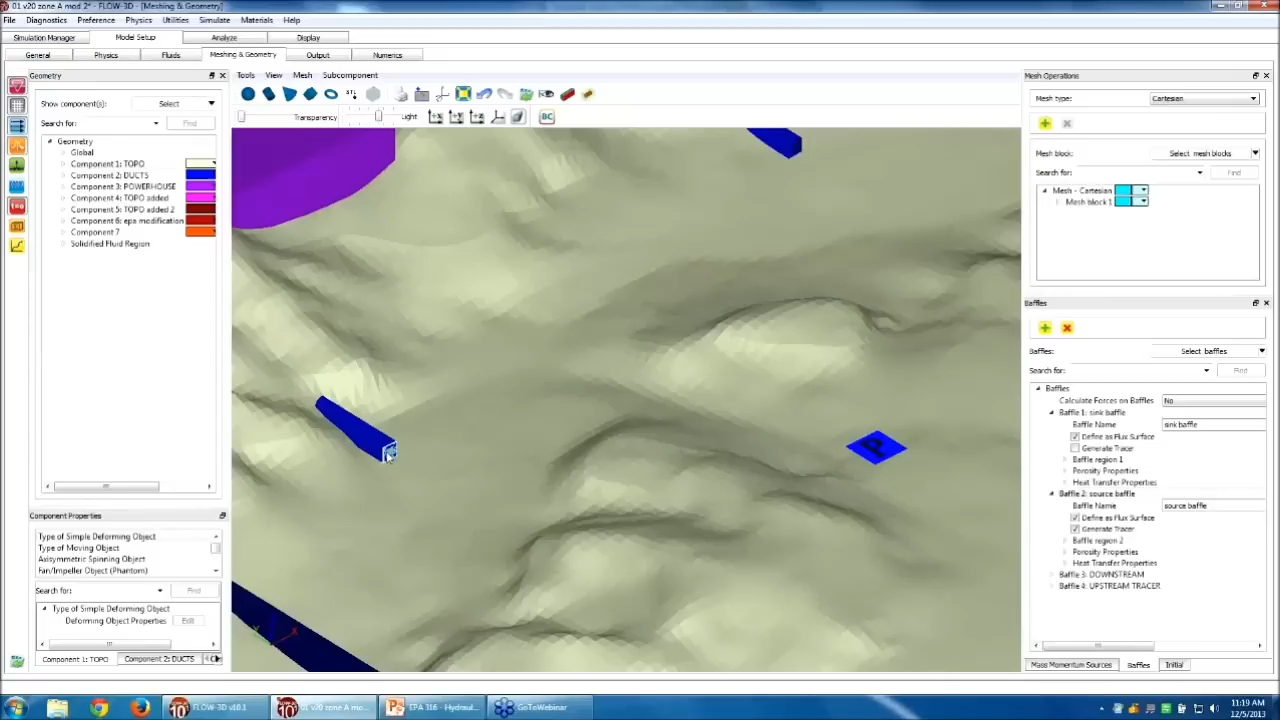 01 v20 zone A mod 2* - FLOW-3D - [Meshing & Geometry]
File Diagnostics Preference Physics Utilities Simulate Materials Help
Simulation Manager Model Setup Analyze Display
General Physics Fluids Meshing & Geometry Output Numerics
Geometry
Tools View Mesh Subcomponent
Mesh Operations
Show component(s): Select
Mesh type: Cartesian
Transparency Light BC
Search for: Find
Geometry
Global
Component 1: TOPO
Component 2: DUCTS
Component 3: POWERHOUSE
Component 4: TOPO added
Component 5: TOPO added 2
Component 6: epa modification
Component 7
Solidified Fluid Region
Mesh block: Select mesh blocks
Search for: Find
Mesh - Cartesian
Mesh block 1
Baffles
Baffles: Select baffles
Search for: Find
Baffles
Calculate Forces on Baffles No
Baffle 1: sink baffle
Baffle Name sink baffle
Define as Flux Surface
Generate Tracer
Baffle region 1
Porosity Properties
Heat Transfer Properties
Baffle 2: source baffle
Baffle Name source baffle
Define as Flux Surface
Generate Tracer
Baffle region 2
Porosity Properties
Heat Transfer Properties
Baffle 3: DOWNSTREAM
Baffle 4: UPSTREAM TRACER
P
Component Properties
Type of Simple Deforming Object
Type of Moving Object
Axisymmetric Spinning Object
Fan/Impeller Object (Phantom)
Search for: Find
Type of Simple Deforming Object
Deforming Object Properties Edit
Component 1: TOPO Component 2: DUCTS
Mass Momentum Sources Baffles Initial
FLOW-3D v10.1 01 v20 zone A mo... EPA 316 - Hydraul... GoToWebinar
11:19 AM
12/5/2013